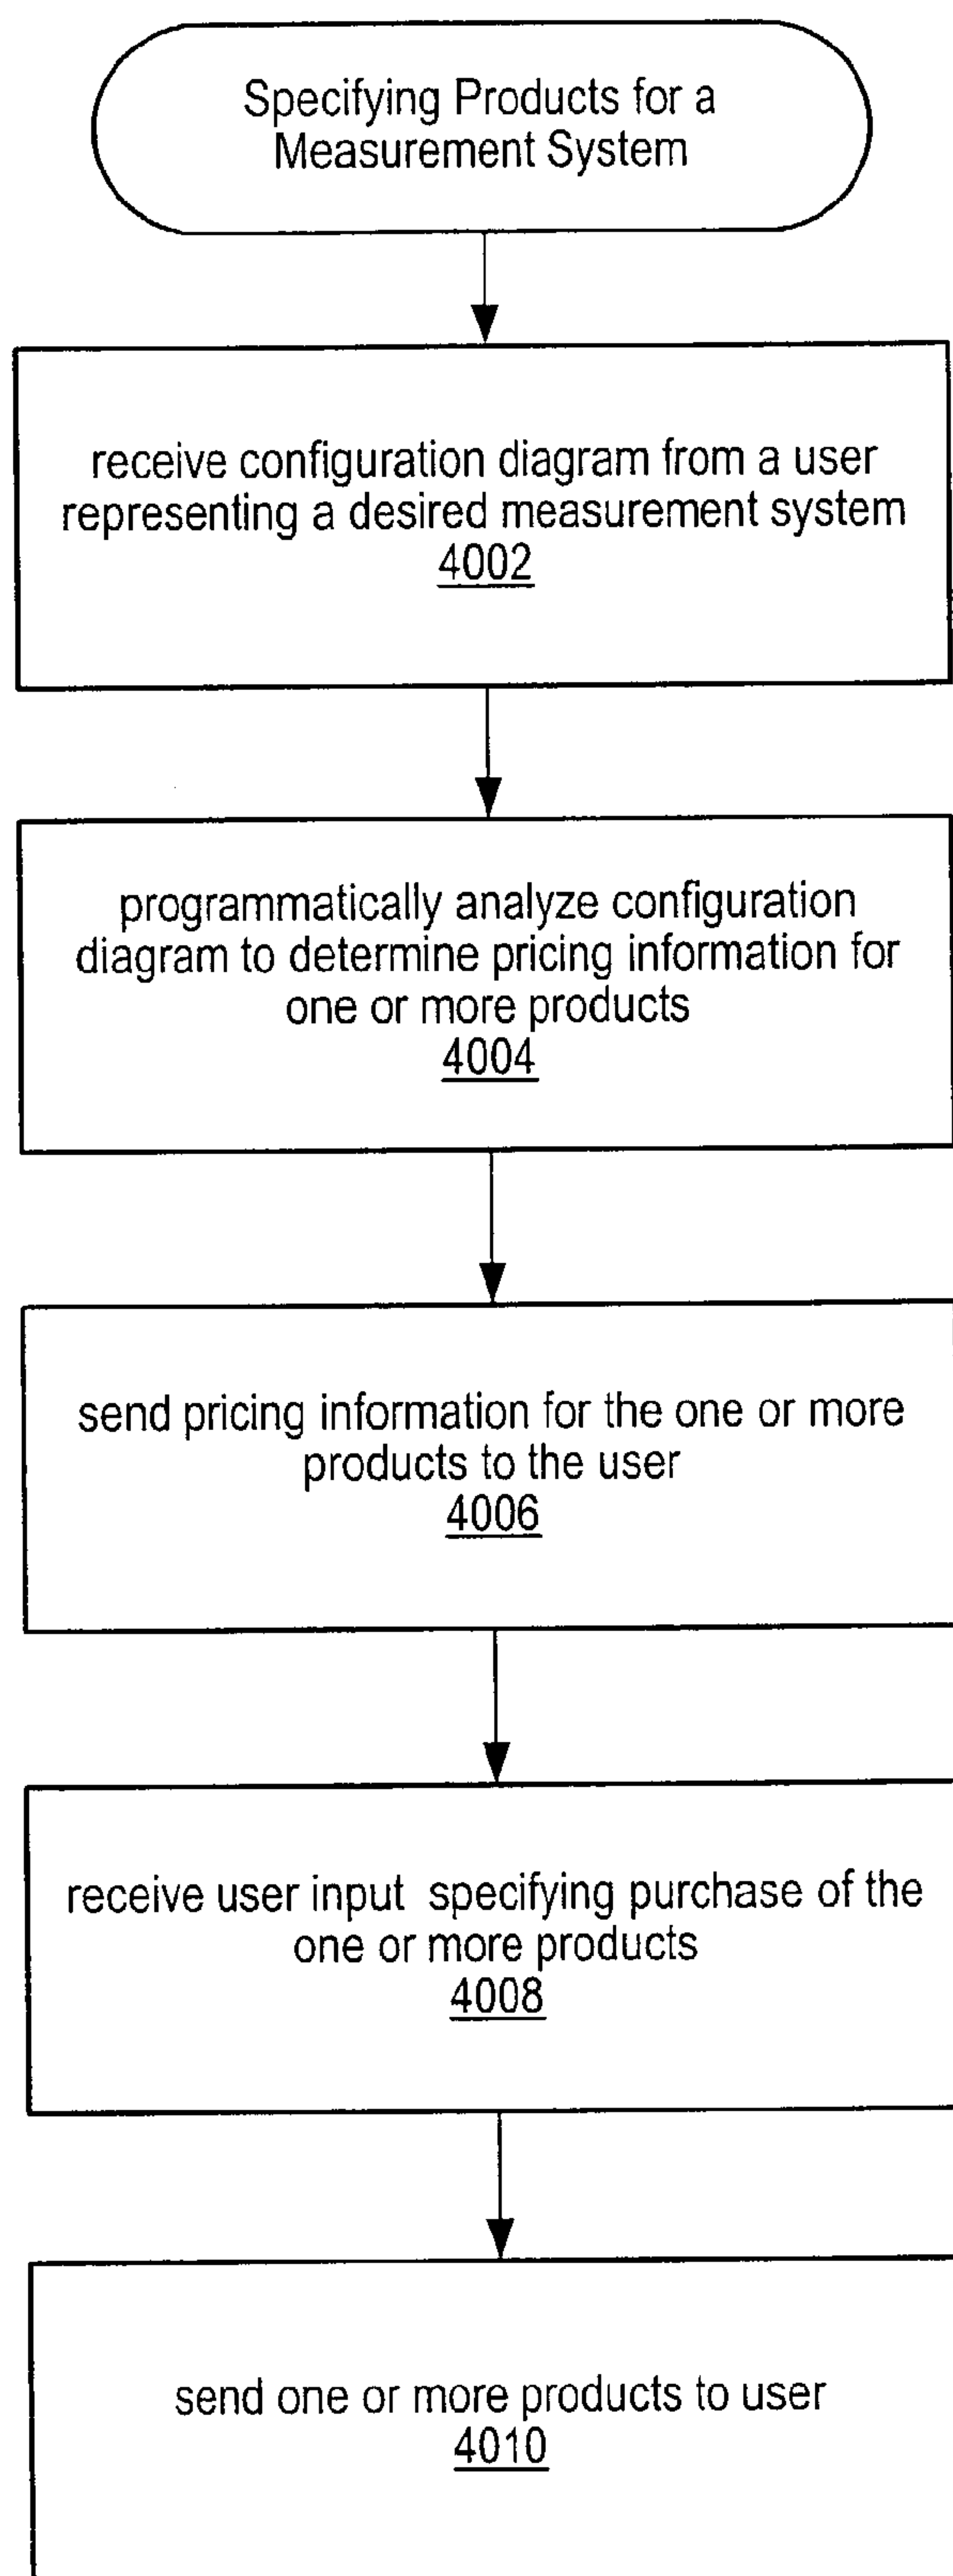 Specifying Products for a
Measurement System
receive configuration diagram from a user
representing a desired measurement system
4002
programmatically analyze configuration
diagram to determine pricing information for
one or more products
4004
send pricing information for the one or more
products to the user
4006
receive user input specifying purchase of the
one or more products
4008
send one or more products to user
4010